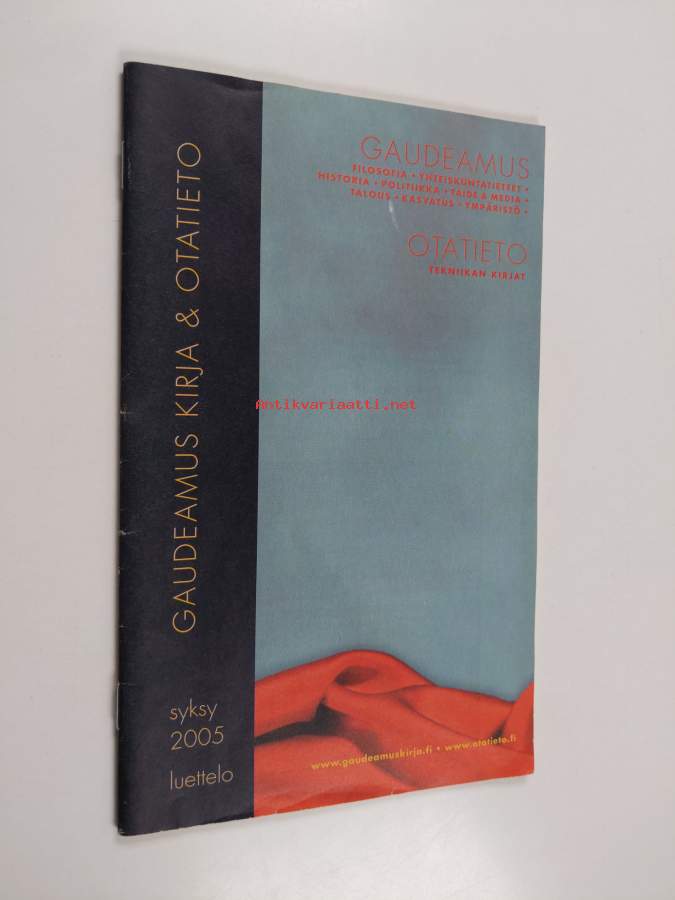 GAUDEAMUS KIRJA & OTATIETO
syksy
2005
luettelo
GAUDEAMUS
FILOSOFIA • YHTEISKUNTATIETEET •
HISTORIA • POLITIIKKA • TAIDE & MEDIA •
TALOUS • KASVATUS • YMPÄRISTÖ •
OTATIETO
TEKNIIKAN KIRJAT
Antikvariaatti.net
www.gaudeamuskirja.fi • www.otatieto.fi